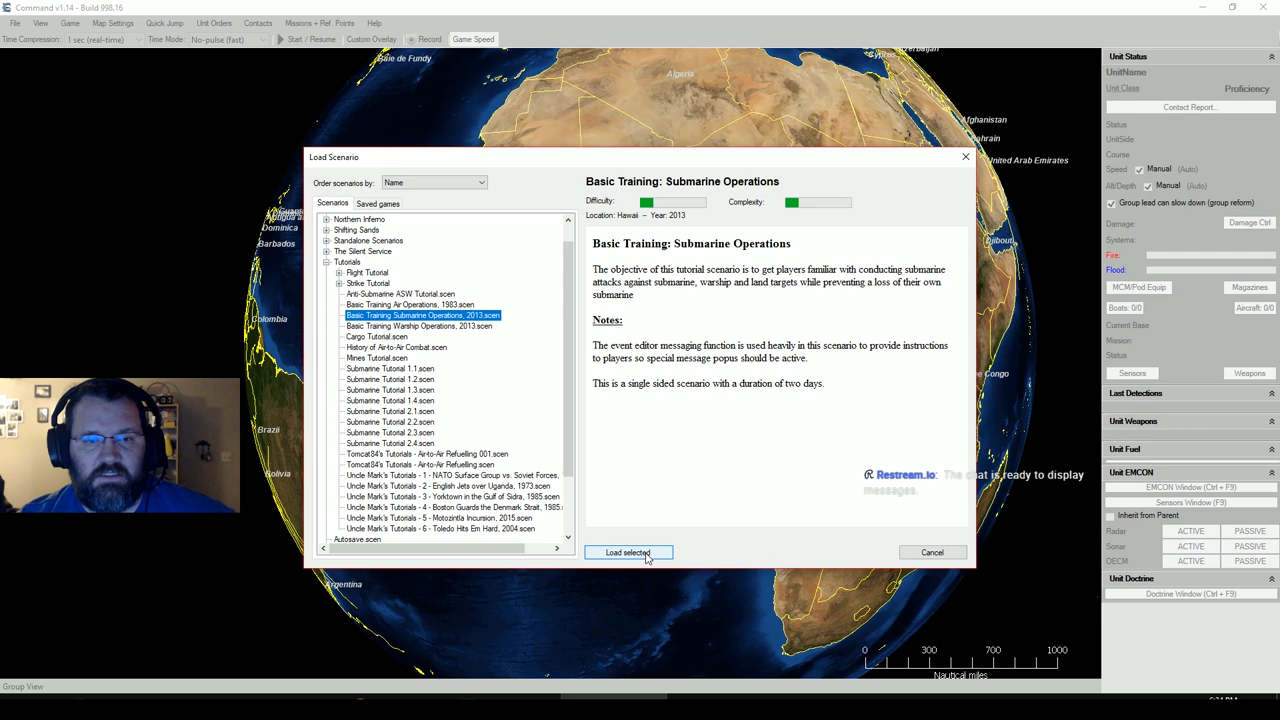 Command v1.14 - Build 998.16
File View Game Map Settings Quick Jump Unit Orders Contacts Missions + Ref. Points Help
Time Compression: 1 sec (real-time) Time Mode: No-pulse (fast) Start / Resume Custom Overlay Record Game Speed
Baie de Fundy
Algeria
Cyprus
Azerbaijan
Afghanistan
Bahrain
United Arab Emirates
Dominica
Barbados
Djibouti
Colombia
Congo
Brazil
Bolivia
Argentina
Load Scenario
Order scenarios by: Name
Scenarios Saved games
Northern Inferno
Shifting Sands
Standalone Scenarios
The Silent Service
Tutorials
Flight Tutorial
Strike Tutorial
Anti-Submarine ASW Tutorial.scen
Basic Training Air Operations, 1983.scen
Basic Training Submarine Operations, 2013.scen
Basic Training Warship Operations, 2013.scen
Cargo Tutorial.scen
History of Air-to-Air Combat.scen
Mines Tutorial.scen
Submarine Tutorial 1.1.scen
Submarine Tutorial 1.2.scen
Submarine Tutorial 1.3.scen
Submarine Tutorial 1.4.scen
Submarine Tutorial 2.1.scen
Submarine Tutorial 2.2.scen
Submarine Tutorial 2.3.scen
Submarine Tutorial 2.4.scen
Tomcat84's Tutorials - Air-to-Air Refuelling 001.scen
Tomcat84's Tutorials - Air-to-Air Refuelling.scen
Uncle Mark's Tutorials - 1 - NATO Surface Group vs. Soviet Forces,
Uncle Mark's Tutorials - 2 - English Jets over Uganda, 1973.scen
Uncle Mark's Tutorials - 3 - Yorktown in the Gulf of Sidra, 1985.scen
Uncle Mark's Tutorials - 4 - Boston Guards the Denmark Strait, 1985.
Uncle Mark's Tutorials - 5 - Motozintla Incursion, 2015.scen
Uncle Mark's Tutorials - 6 - Toledo Hits Em Hard, 2004.scen
Autosave.scen
Basic Training: Submarine Operations
Difficulty: Complexity:
Location: Hawaii -- Year: 2013
Basic Training: Submarine Operations
The objective of this tutorial scenario is to get players familiar with conducting submarine
attacks against submarine, warship and land targets while preventing a loss of their own
submarine
Notes:
The event editor messaging function is used heavily in this scenario to provide instructions
to players so special message popus should be active.
This is a single sided scenario with a duration of two days.
Restream.io: The chat is ready to display
messages.
Load selected Cancel
0 300 700 1000
Nautical miles
Unit Status
UnitName
Unit Class Proficiency
Contact Report...
Status
UnitSide
Course
Speed Manual (Auto)
Alt/Depth Manual (Auto)
Group lead can slow down (group reform)
Damage: Damage Ctrl
Systems:
Fire:
Flood:
MCM/Pod Equip Magazines
Boats: 0/0 Aircraft: 0/0
Current Base
Mission:
Status
Sensors Weapons
Last Detections
Unit Weapons
Unit Fuel
Unit EMCON
EMCON Window (Ctrl + F9)
Sensors Window (F9)
Inherit from Parent
Radar ACTIVE PASSIVE
Sonar ACTIVE PASSIVE
OECM ACTIVE PASSIVE
Unit Doctrine
Doctrine Window (Ctrl + F9)
Group View